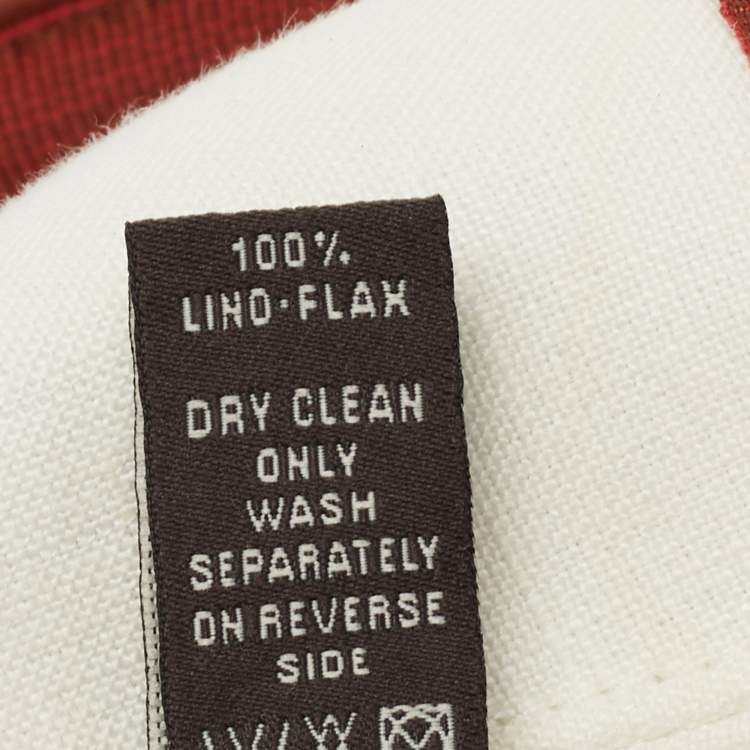 100%
LINO·FLAX
DRY CLEAN
ONLY
WASH
SEPARATELY
ON REVERSE
SIDE